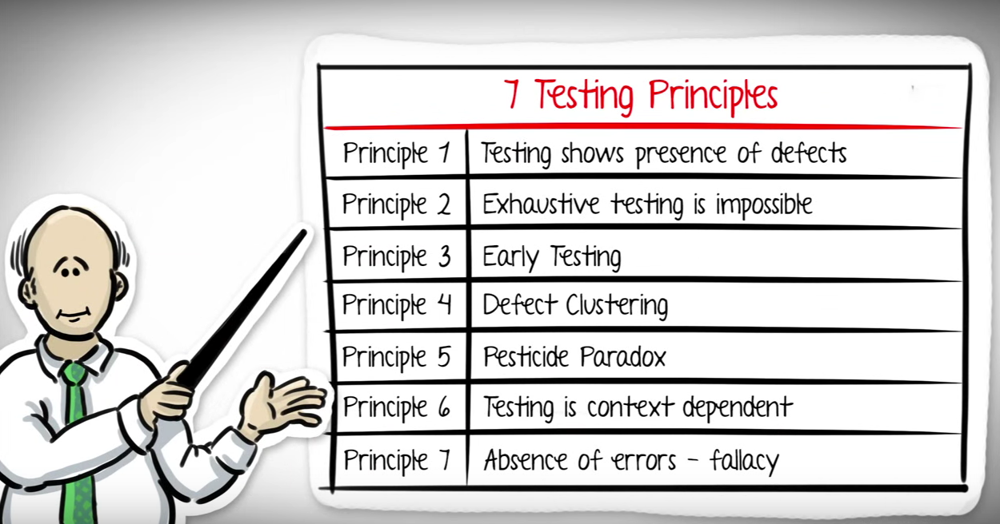 7 Testing Principles
Principle 1 Testing shows presence of defects
Principle 2 Exhaustive testing is impossible
Principle 3 Early Testing
Principle 4 Defect Clustering
Principle 5 Pesticide Paradox
Principle 6 Testing is context dependent
Principle 7 Absence of errors - fallacy